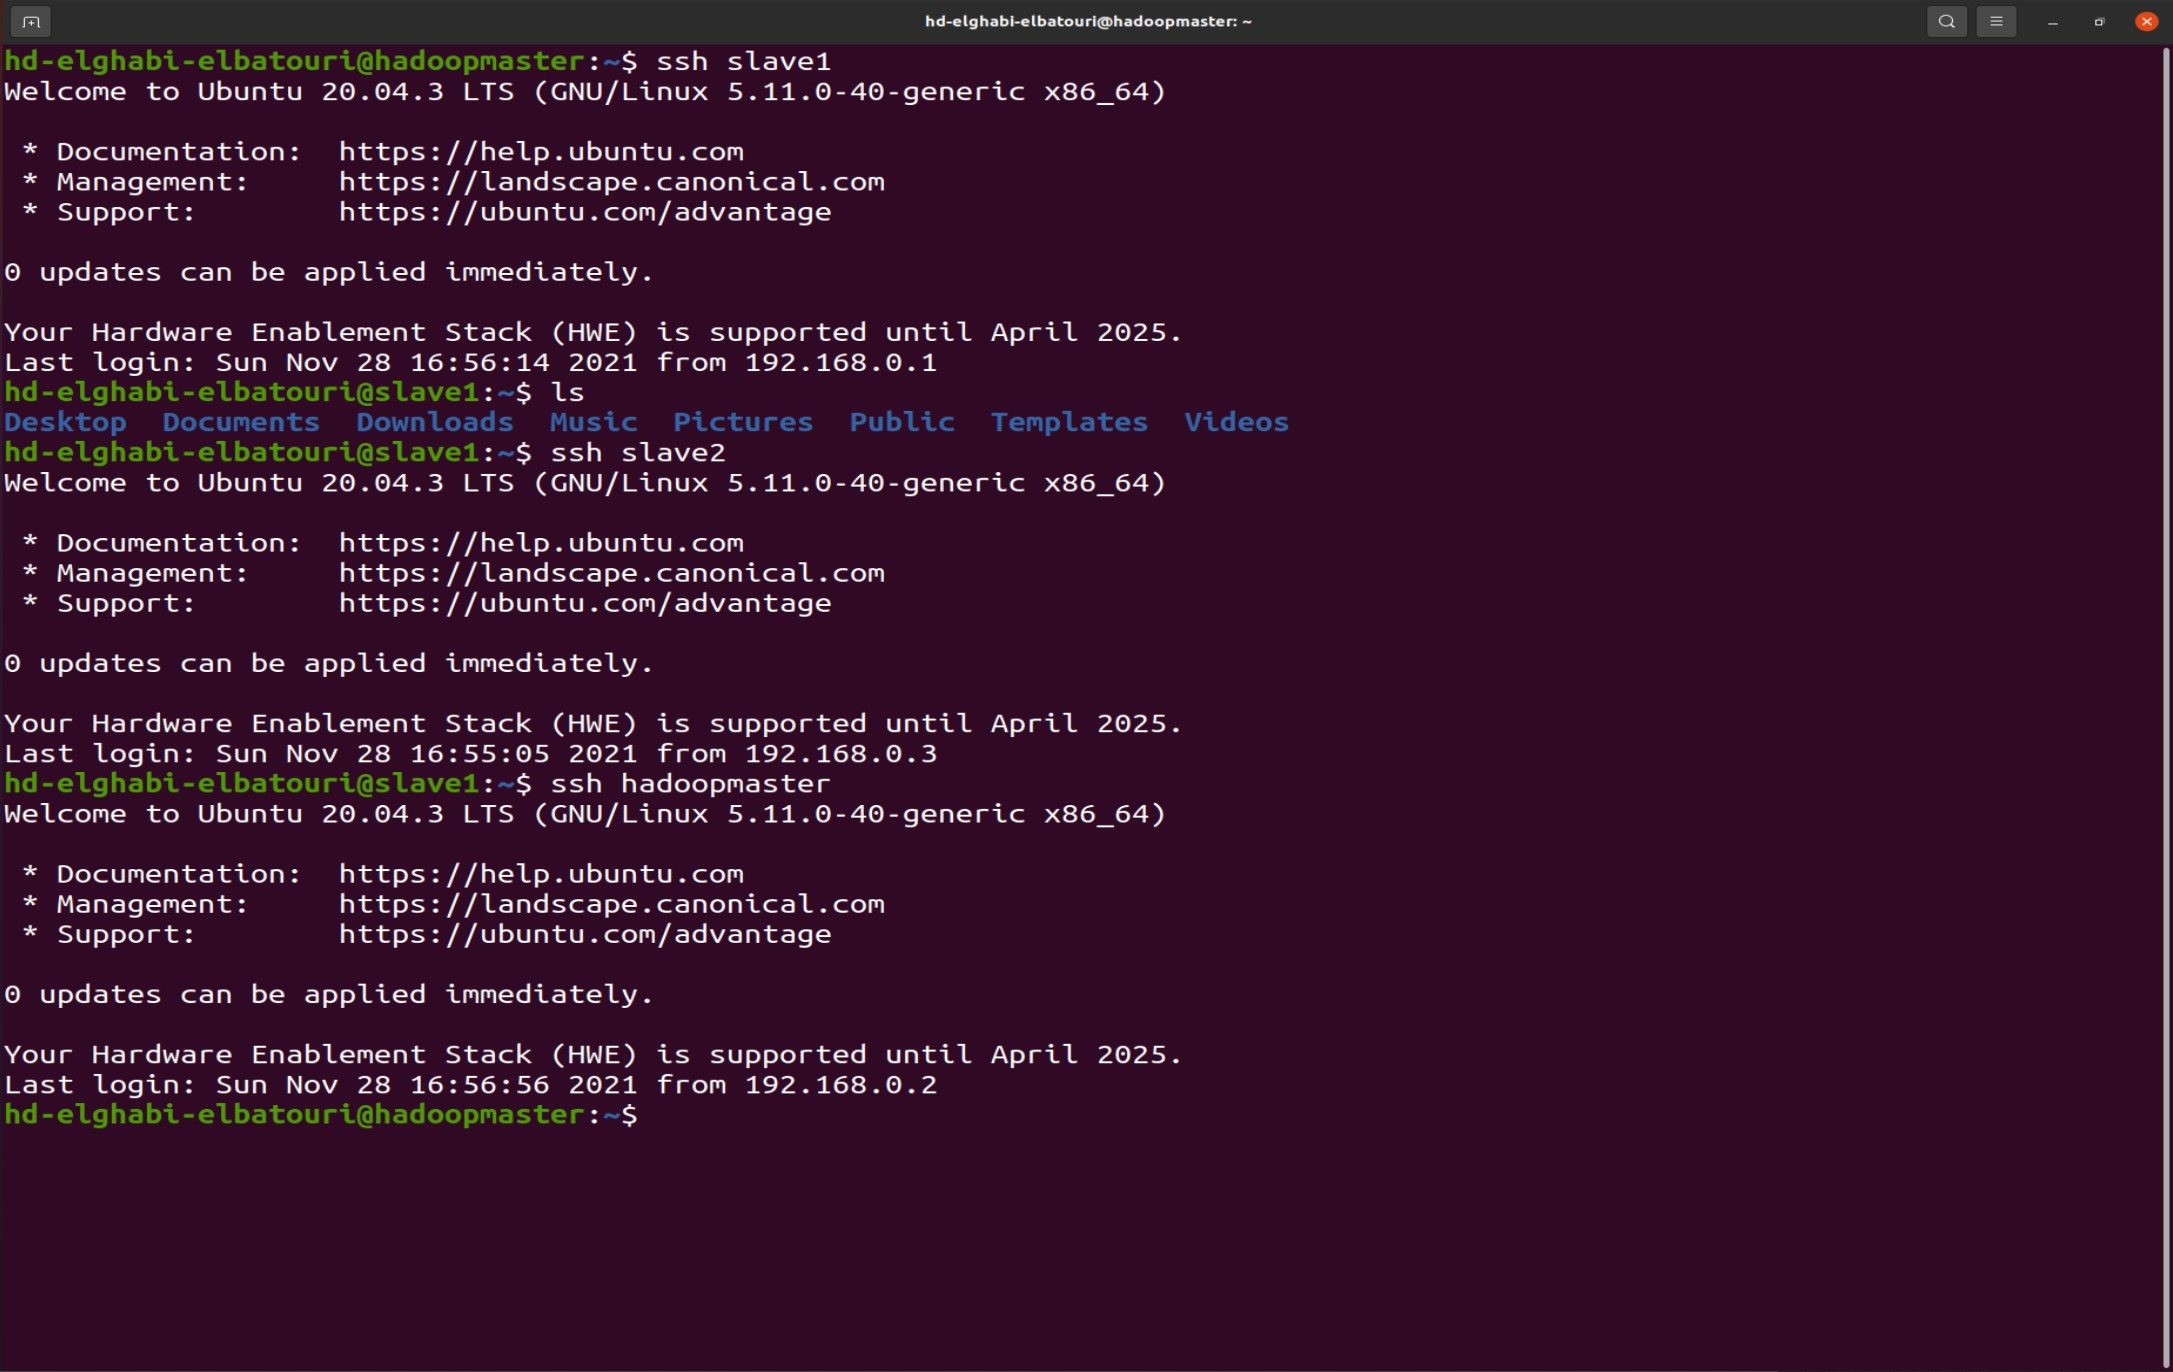 hd-elghabi-elbatouri@hadoopmaster: ~
hd-elghabi-elbatouri@hadoopmaster:~$ ssh slave1
Welcome to Ubuntu 20.04.3 LTS (GNU/Linux 5.11.0-40-generic x86_64)

 * Documentation:  https://help.ubuntu.com
 * Management:     https://landscape.canonical.com
 * Support:        https://ubuntu.com/advantage

0 updates can be applied immediately.

Your Hardware Enablement Stack (HWE) is supported until April 2025.
Last login: Sun Nov 28 16:56:14 2021 from 192.168.0.1
hd-elghabi-elbatouri@slave1:~$ ls
Desktop  Documents  Downloads  Music  Pictures  Public  Templates  Videos
hd-elghabi-elbatouri@slave1:~$ ssh slave2
Welcome to Ubuntu 20.04.3 LTS (GNU/Linux 5.11.0-40-generic x86_64)

 * Documentation:  https://help.ubuntu.com
 * Management:     https://landscape.canonical.com
 * Support:        https://ubuntu.com/advantage

0 updates can be applied immediately.

Your Hardware Enablement Stack (HWE) is supported until April 2025.
Last login: Sun Nov 28 16:55:05 2021 from 192.168.0.3
hd-elghabi-elbatouri@slave1:~$ ssh hadoopmaster
Welcome to Ubuntu 20.04.3 LTS (GNU/Linux 5.11.0-40-generic x86_64)

 * Documentation:  https://help.ubuntu.com
 * Management:     https://landscape.canonical.com
 * Support:        https://ubuntu.com/advantage

0 updates can be applied immediately.

Your Hardware Enablement Stack (HWE) is supported until April 2025.
Last login: Sun Nov 28 16:56:56 2021 from 192.168.0.2
hd-elghabi-elbatouri@hadoopmaster:~$